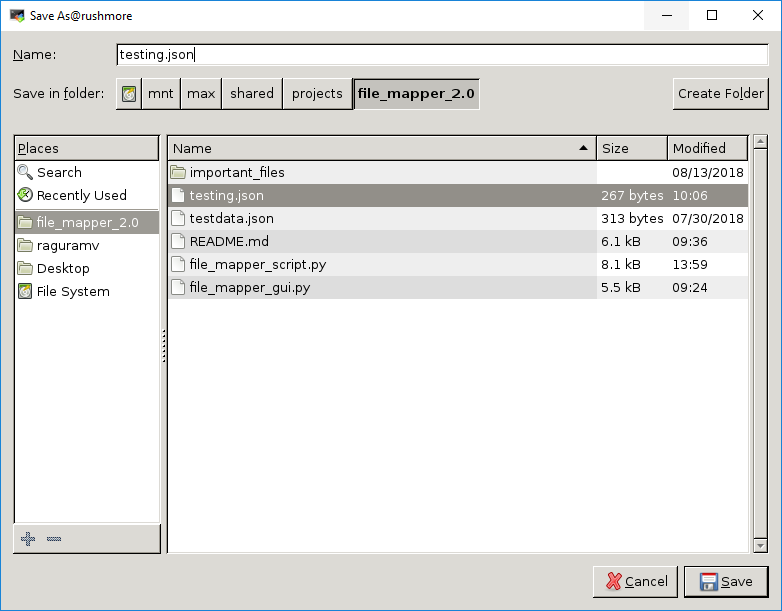 Save As@rushmore
Name: testing.json
Save in folder: mnt max shared projects file_mapper_2.0 Create Folder
Places
Search
Recently Used
file_mapper_2.0
raguramv
Desktop
File System
Name Size Modified
important_files 08/13/2018
testing.json 267 bytes 10:06
testdata.json 313 bytes 07/30/2018
README.md 6.1 kB 09:36
file_mapper_script.py 8.1 kB 13:59
file_mapper_gui.py 5.5 kB 09:24
Cancel Save